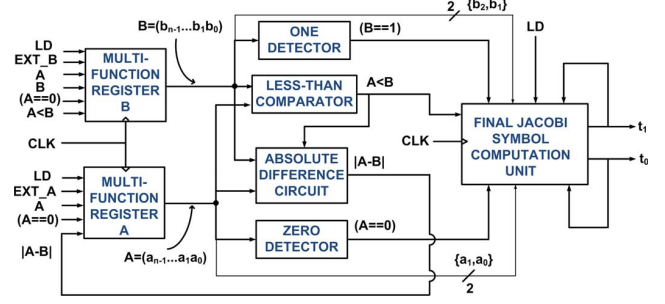 2 {b2,b1}
B=(bn-1...b1b0)
ONE
DETECTOR
(B==1)
LD
LD
EXT_B
A
B
(A==0)
A<B
MULTI-
FUNCTION
REGISTER
B
LESS-THAN
COMPARATOR
A<B
CLK
CLK
FINAL JACOBI
SYMBOL
COMPUTATION
UNIT
t1
t0
LD
EXT_A
A
(A==0)
|A-B|
MULTI-
FUNCTION
REGISTER
A
ABSOLUTE
DIFFERENCE
CIRCUIT
|A-B|
ZERO
DETECTOR
(A==0)
A=(an-1...a1a0)
{a1,a0}
2